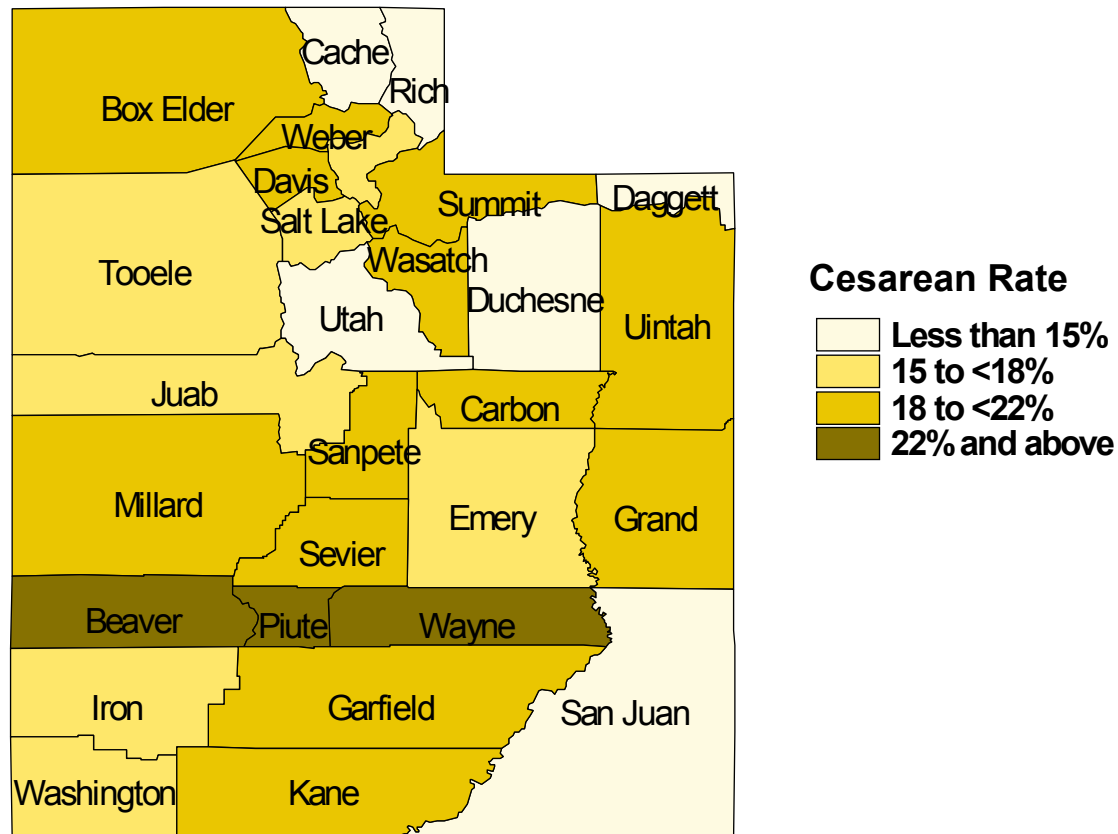 Cache
Rich
Box Elder
Weber
Davis
Daggett
Summit
Salt Lake
Wasatch
Tooele
Duchesne
Utah
Uintah
Juab
Carbon
Sanpete
Millard
Emery
Grand
Sevier
Beaver
Piute
Wayne
Iron
Garfield
San Juan
Washington
Kane
Cesarean Rate
Less than 15%
15 to <18%
18 to <22%
22% and above